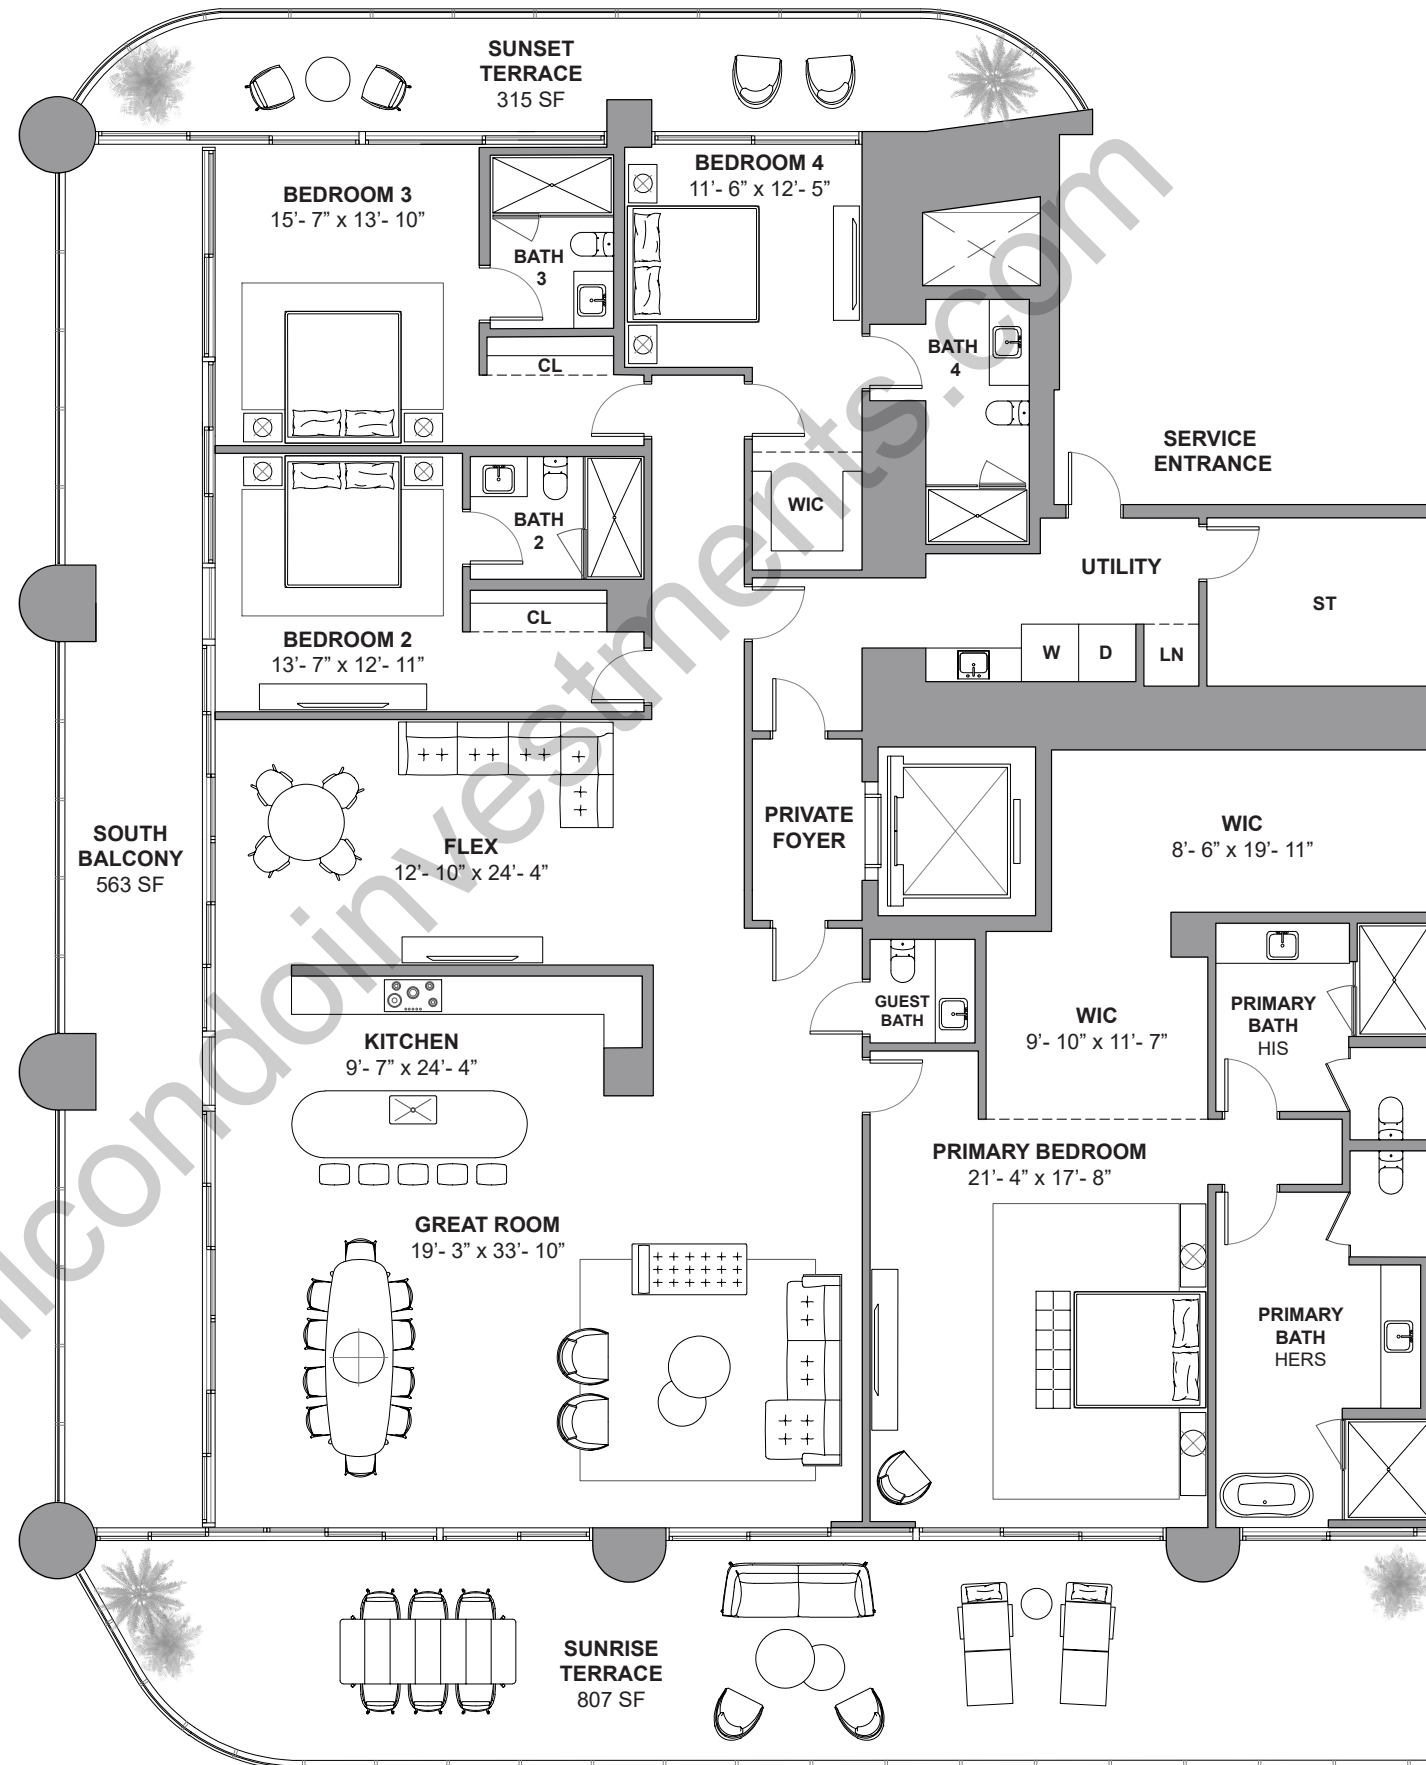 SUNSET
TERRACE
315 SF
BEDROOM 3
15’- 7” x 13’- 10”
BATH
3
BEDROOM 4
11’- 6” x 12’- 5”
CL
BATH
4
SERVICE
ENTRANCE
WIC
BATH
2
UTILITY
ST
CL
BEDROOM 2
13’- 7” x 12’- 11”
W
D
LN
SOUTH
BALCONY
563 SF
FLEX
12’- 10” x 24’- 4”
PRIVATE
FOYER
WIC
8’- 6” x 19’- 11”
GUEST
BATH
KITCHEN
9’- 7” x 24’- 4”
WIC
9’- 10” x 11’- 7”
PRIMARY
BATH
HIS
PRIMARY BEDROOM
21’- 4” x 17’- 8”
GREAT ROOM
19’- 3” x 33’- 10”
PRIMARY
BATH
HERS
SUNRISE
TERRACE
807 SF
condoinvestments.com